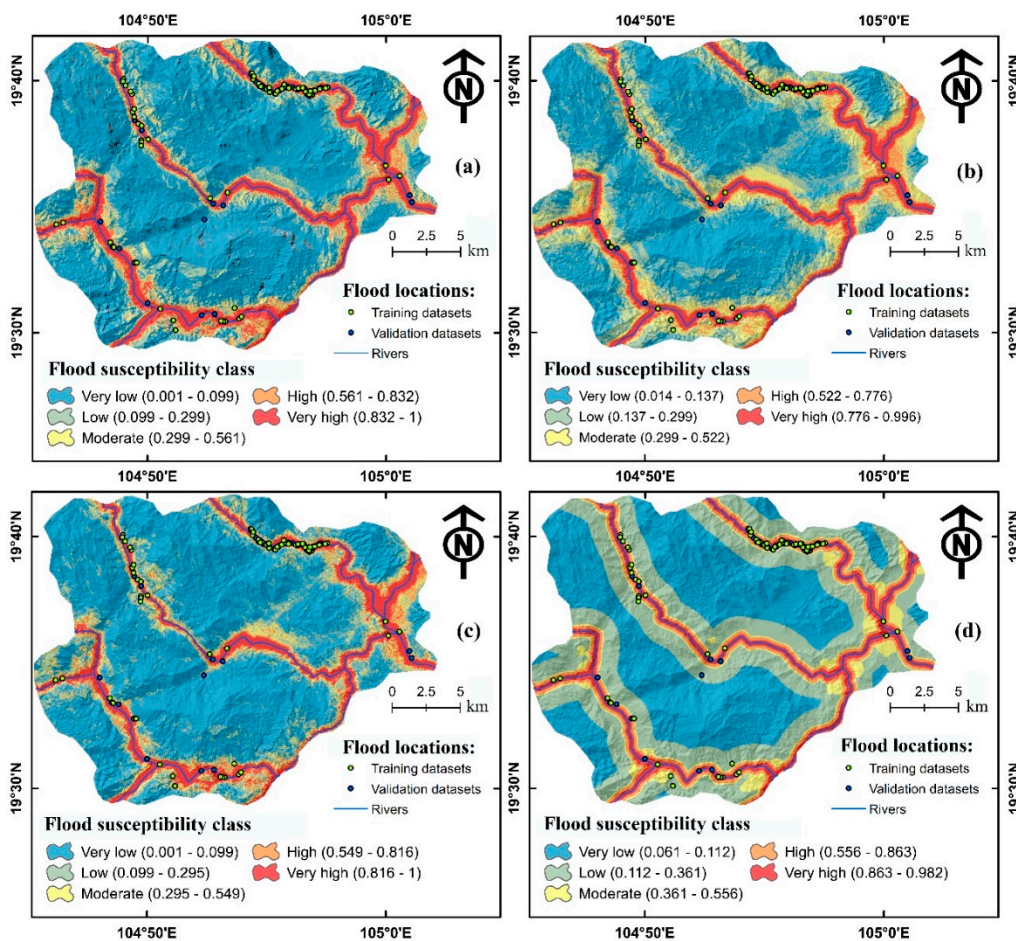 104°50'E 105°0'E 104°50'E 105°0'E
19°40'N 19°40'N
N N
(a) (b)
0 2.5 5 0 2.5 5
km km
Flood locations: Flood locations:
Training datasets Training datasets
19°30'N Validation datasets Validation datasets 19°30'N
Rivers Rivers
Flood susceptibility class Flood susceptibility class
Very low (0.001 - 0.099) High (0.561 - 0.832) Very low (0.014 - 0.137) High (0.522 - 0.776)
Low (0.099 - 0.299) Very high (0.832 - 1) Low (0.137 - 0.299) Very high (0.776 - 0.996)
Moderate (0.299 - 0.561) Moderate (0.299 - 0.522)
19°40'N 19°40'N
N N
(c) (d)
0 2.5 5 0 2.5 5
km km
Flood locations: Flood locations:
Training datasets Training datasets
19°30'N Validation datasets Validation datasets 19°30'N
Rivers Rivers
Flood susceptibility class Flood susceptibility class
Very low (0.001 - 0.099) High (0.549 - 0.816) Very low (0.061 - 0.112) High (0.556 - 0.863)
Low (0.099 - 0.295) Very high (0.816 - 1) Low (0.112 - 0.361) Very high (0.863 - 0.982)
Moderate (0.295 - 0.549) Moderate (0.361 - 0.556)
104°50'E 105°0'E 104°50'E 105°0'E